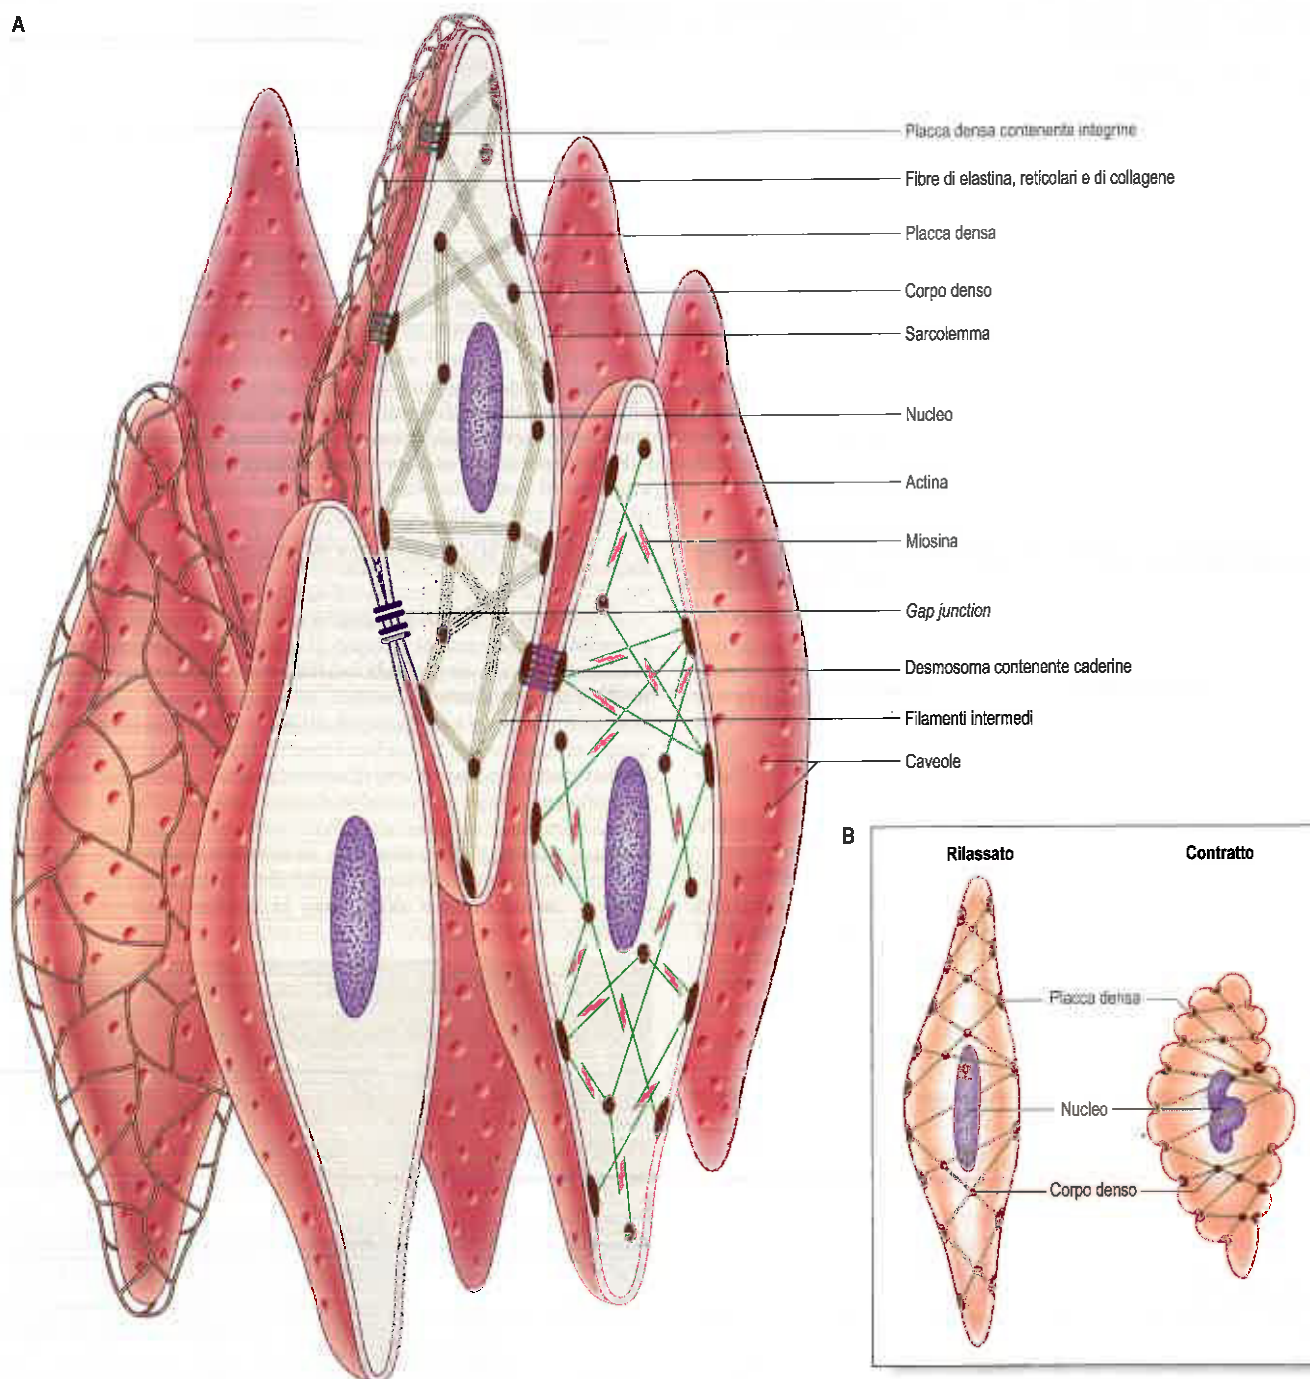 A
Placca densa contenente integrine
Fibre di elastina, reticolari e di collagene
Placca densa
Corpo denso
Sarcolemma
Nucleo
Actina
Miosina
Gap junction
Desmosoma contenente caderine
Filamenti intermedi
Caveole
B
Rilassato
Contratto
Placca densa
Nucleo
Corpo denso